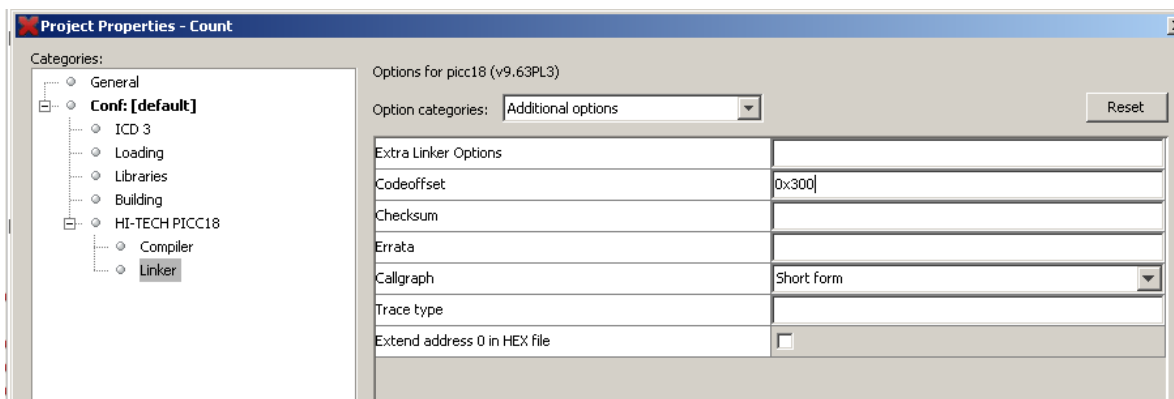 Project Properties - Count
Categories:
General
Conf: [default]
ICD 3
Loading
Libraries
Building
HI-TECH PICC18
Compiler
Linker
Options for picc18 (v9.63PL3)
Option categories: Additional options Reset
Extra Linker Options
Codeoffset 0x300
Checksum
Errata
Callgraph Short form
Trace type
Extend address 0 in HEX file